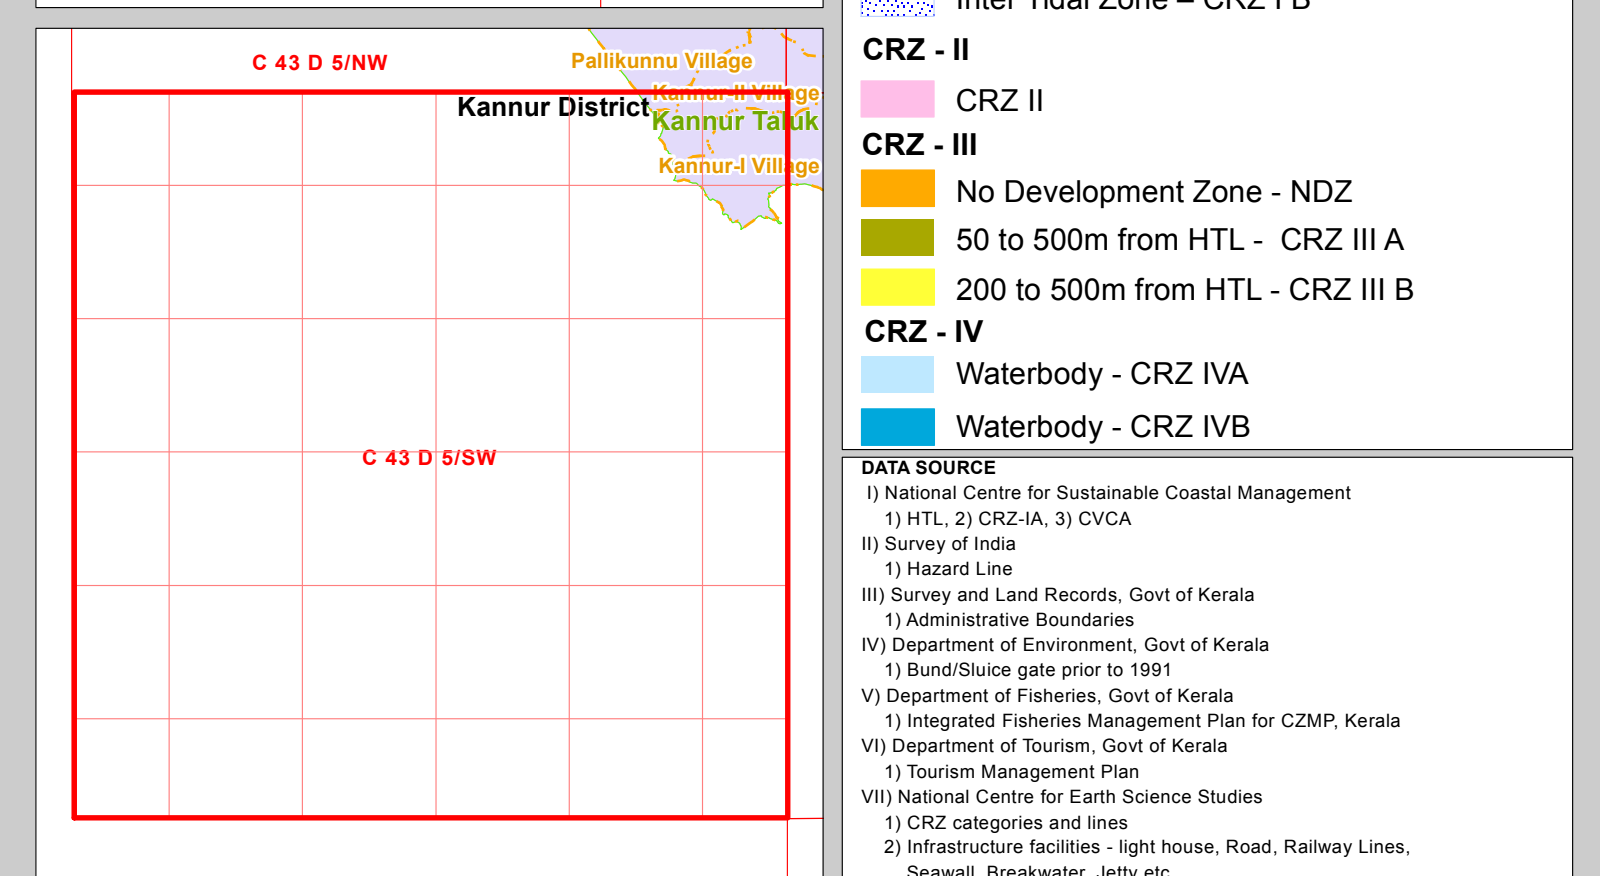 C 43 D 5/NW
Pallikunnu Village
Kannur-II Village
Kannur District
Kannur Taluk
Kannur-I Village
C 43 D 5/SW
Inter Tidal Zone – CRZ I B
CRZ - II
CRZ II
CRZ - III
No Development Zone - NDZ
50 to 500m from HTL - CRZ III A
200 to 500m from HTL - CRZ III B
CRZ - IV
Waterbody - CRZ IVA
Waterbody - CRZ IVB
DATA SOURCE
I) National Centre for Sustainable Coastal Management
1) HTL, 2) CRZ-IA, 3) CVCA
II) Survey of India
1) Hazard Line
III) Survey and Land Records, Govt of Kerala
1) Administrative Boundaries
IV) Department of Environment, Govt of Kerala
1) Bund/Sluice gate prior to 1991
V) Department of Fisheries, Govt of Kerala
1) Integrated Fisheries Management Plan for CZMP, Kerala
VI) Department of Tourism, Govt of Kerala
1) Tourism Management Plan
VII) National Centre for Earth Science Studies
1) CRZ categories and lines
2) Infrastructure facilities - light house, Road, Railway Lines,
Seawall, Breakwater, Jetty etc